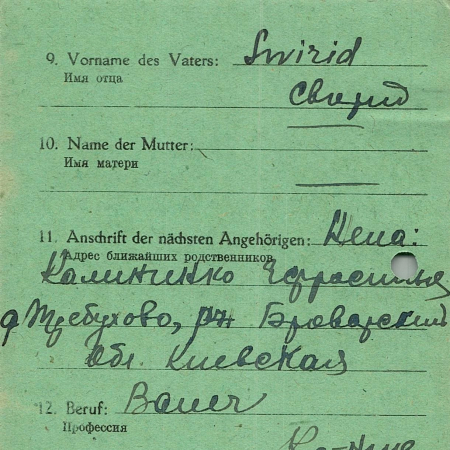 9. Vorname des Vaters: Swirid
Имя отца
Свирид
10. Name der Mutter:
Имя матери
11. Anschrift der nächsten Angehörigen: Жена:
Адрес ближайших родственников
Калиниченко
д Требухово, рн Броварский
обл. Киевская
12. Beruf: Bauer
Профессия